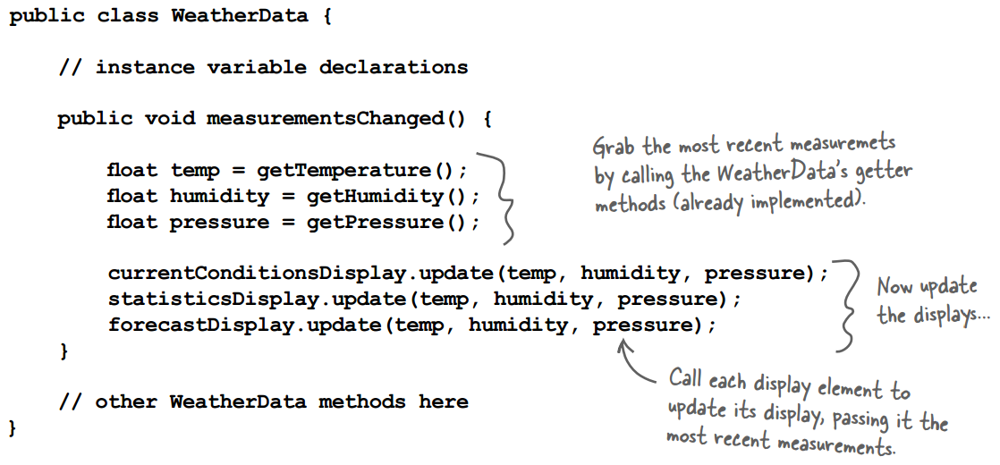 public class WeatherData {
// instance variable declarations
public void measurementsChanged() {
float temp = getTemperature();
float humidity = getHumidity();
float pressure = getPressure();
Grab the most recent measuremets
by calling the WeatherData's getter
methods (already implemented).
currentConditionsDisplay.update(temp, humidity, pressure);
statisticsDisplay.update(temp, humidity, pressure);
forecastDisplay.update(temp, humidity, pressure);
Now update
the displays...
}
Call each display element to
update its display, passing it the
most recent measurements.
// other WeatherData methods here
}